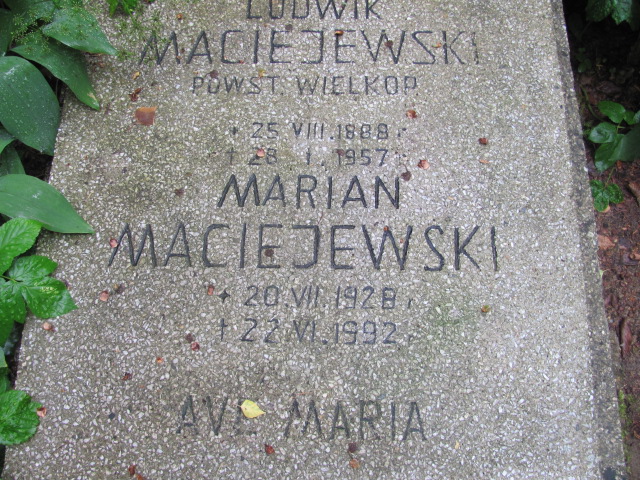 LUDWIK
MACIEJEWSKI
POWST. WIELKOP.
* 25 VIII. 1888 r.
† 28 I. 1957 r.
MARIAN
MACIEJEWSKI
* 20. VII. 1928 r.
† 22. VI. 1992 r.
AVE MARIA